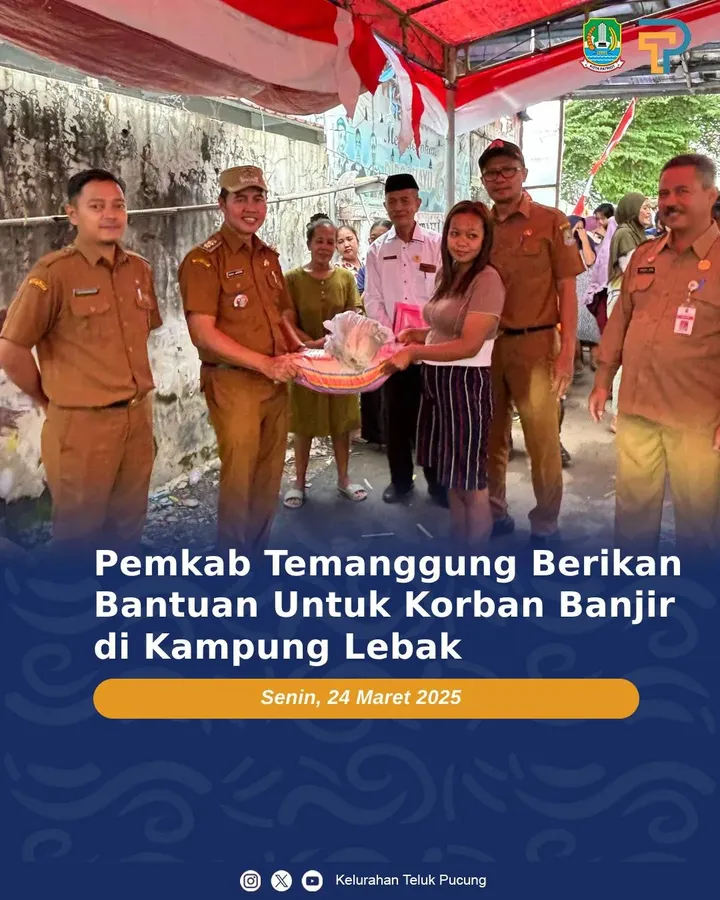 Pemkab Temanggung Berikan
Bantuan Untuk Korban Banjir
di Kampung Lebak
Senin, 24 Maret 2025
Kelurahan Teluk Pucung